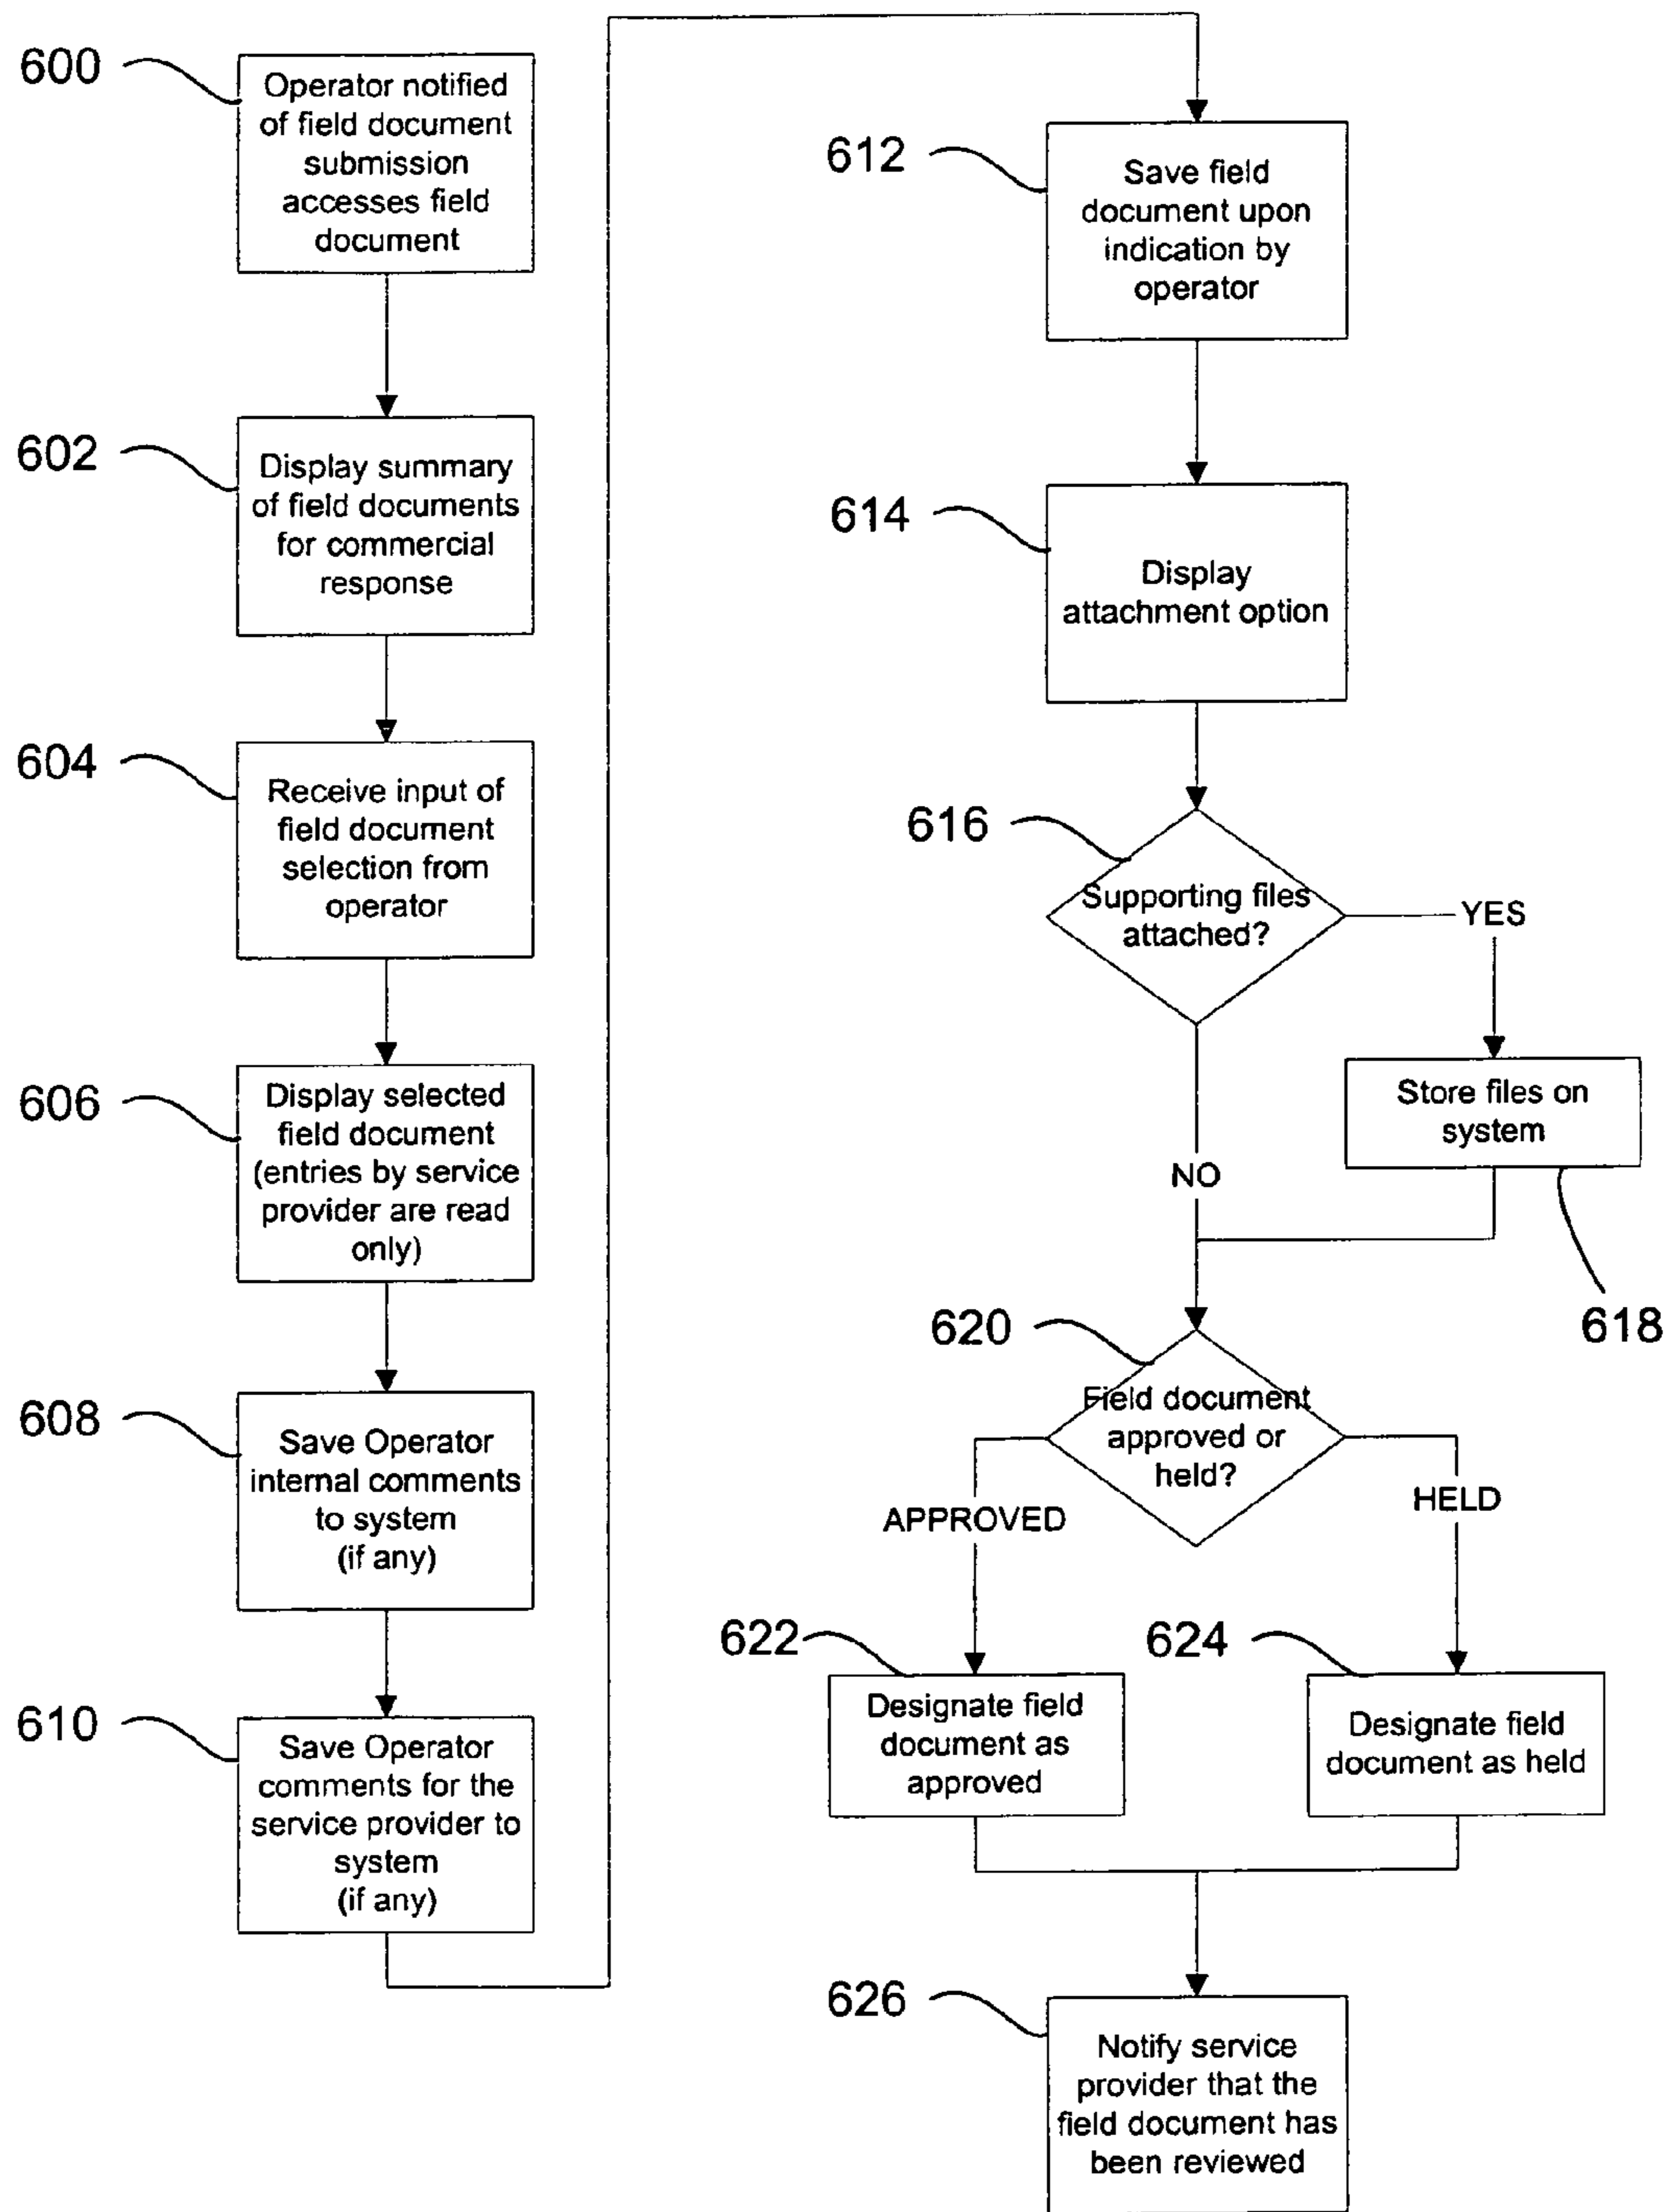 600
Operator notified
of field document
submission
accesses field
document
602
Display summary
of field documents
for commercial
response
604
Receive input of
field document
selection from
operator
606
Display selected
field document
(entries by service
provider are read
only)
608
Save Operator
internal comments
to system
(if any)
610
Save Operator
comments for the
service provider to
system
(if any)
612
Save field
document upon
indication by
operator
614
Display
attachment option
616
Supporting files
attached?
YES
NO
Store files on
system
618
620
Field document
approved or
held?
APPROVED
HELD
622
Designate field
document as
approved
624
Designate field
document as held
626
Notify service
provider that the
field document has
been reviewed